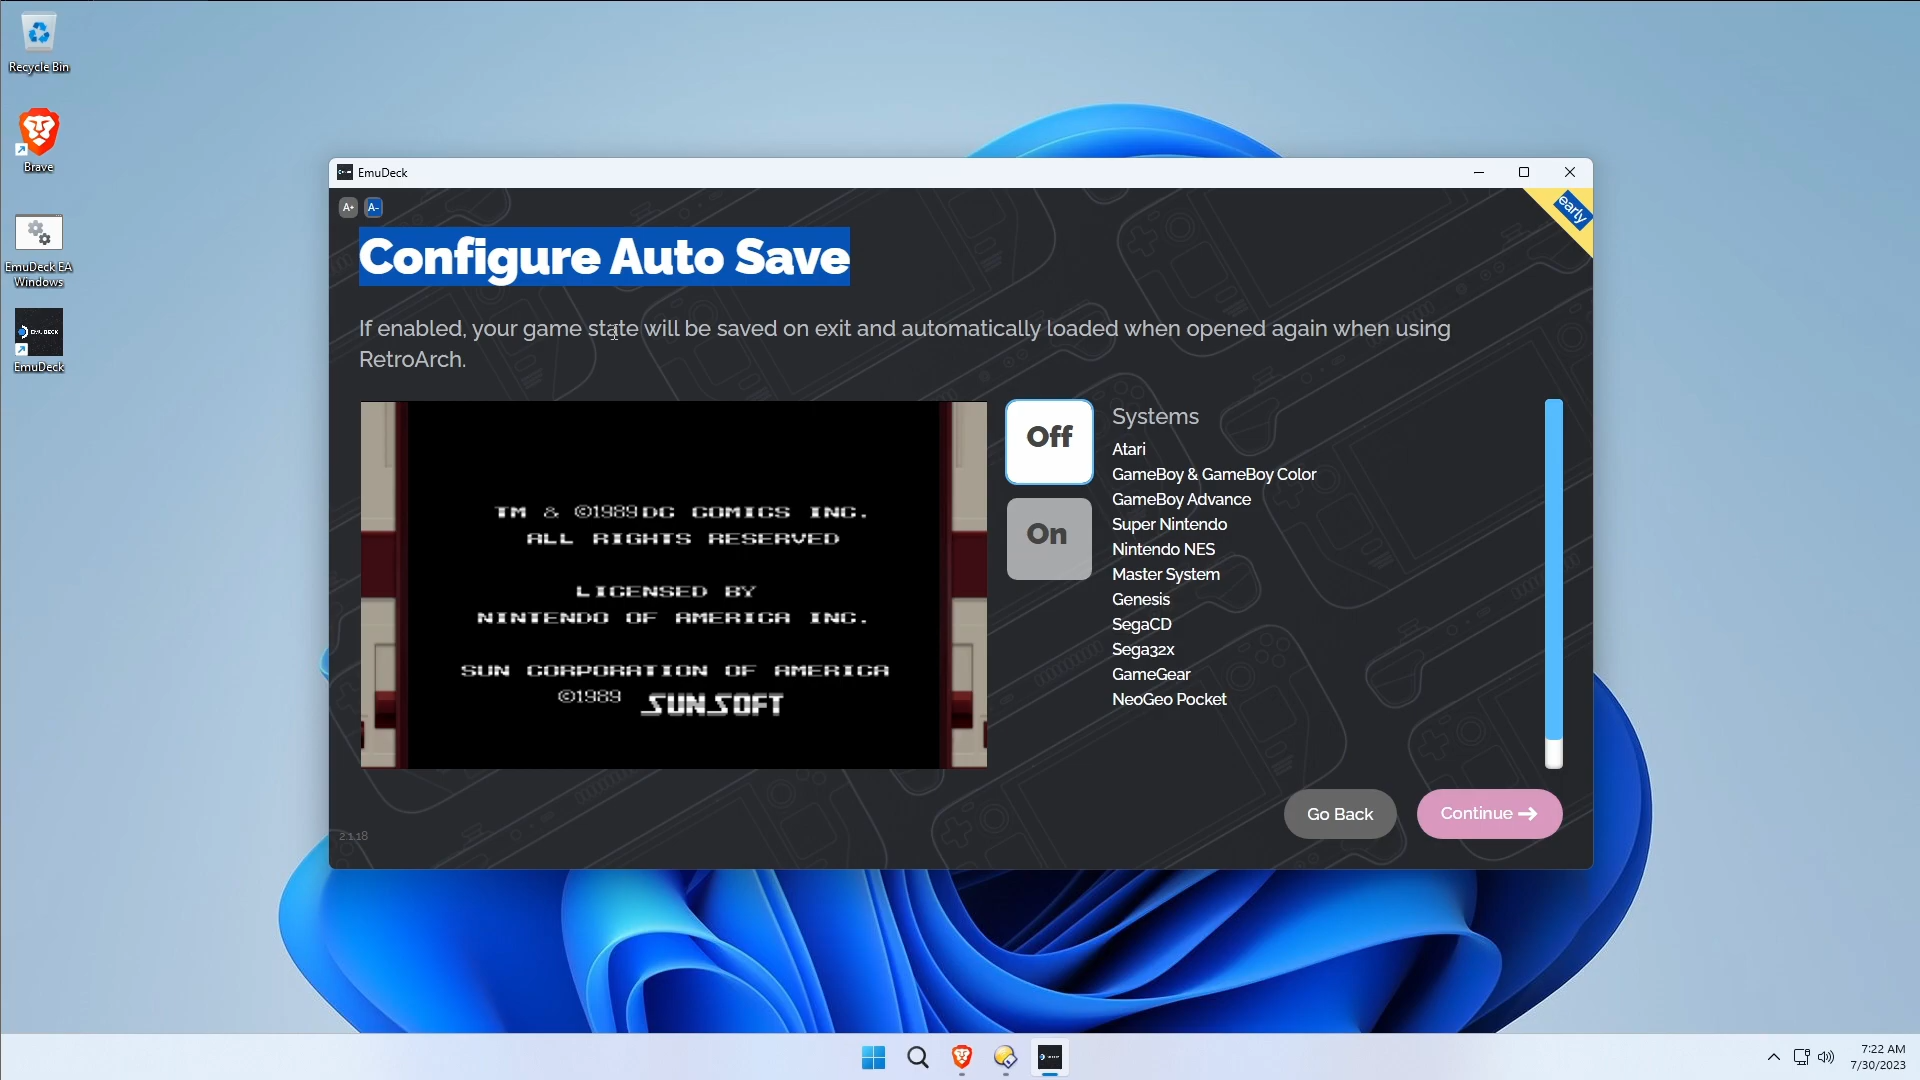 Recycle Bin
Brave
EmuDeck EA
Windows
EMU DECK
EmuDeck
EmuDeck
A+
A-
early
Configure Auto Save
If enabled, your game state will be saved on exit and automatically loaded when opened again when using
RetroArch.
TM & ©1989 DC COMICS INC.
ALL RIGHTS RESERVED
LICENSED BY
NINTENDO OF AMERICA INC.
SUN CORPORATION OF AMERICA
©1989 SUNSOFT
Off
On
Systems
Atari
GameBoy & GameBoy Color
GameBoy Advance
Super Nintendo
Nintendo NES
Master System
Genesis
SegaCD
Sega32x
GameGear
NeoGeo Pocket
Go Back
Continue
2.1.18
7:22 AM
7/30/2023